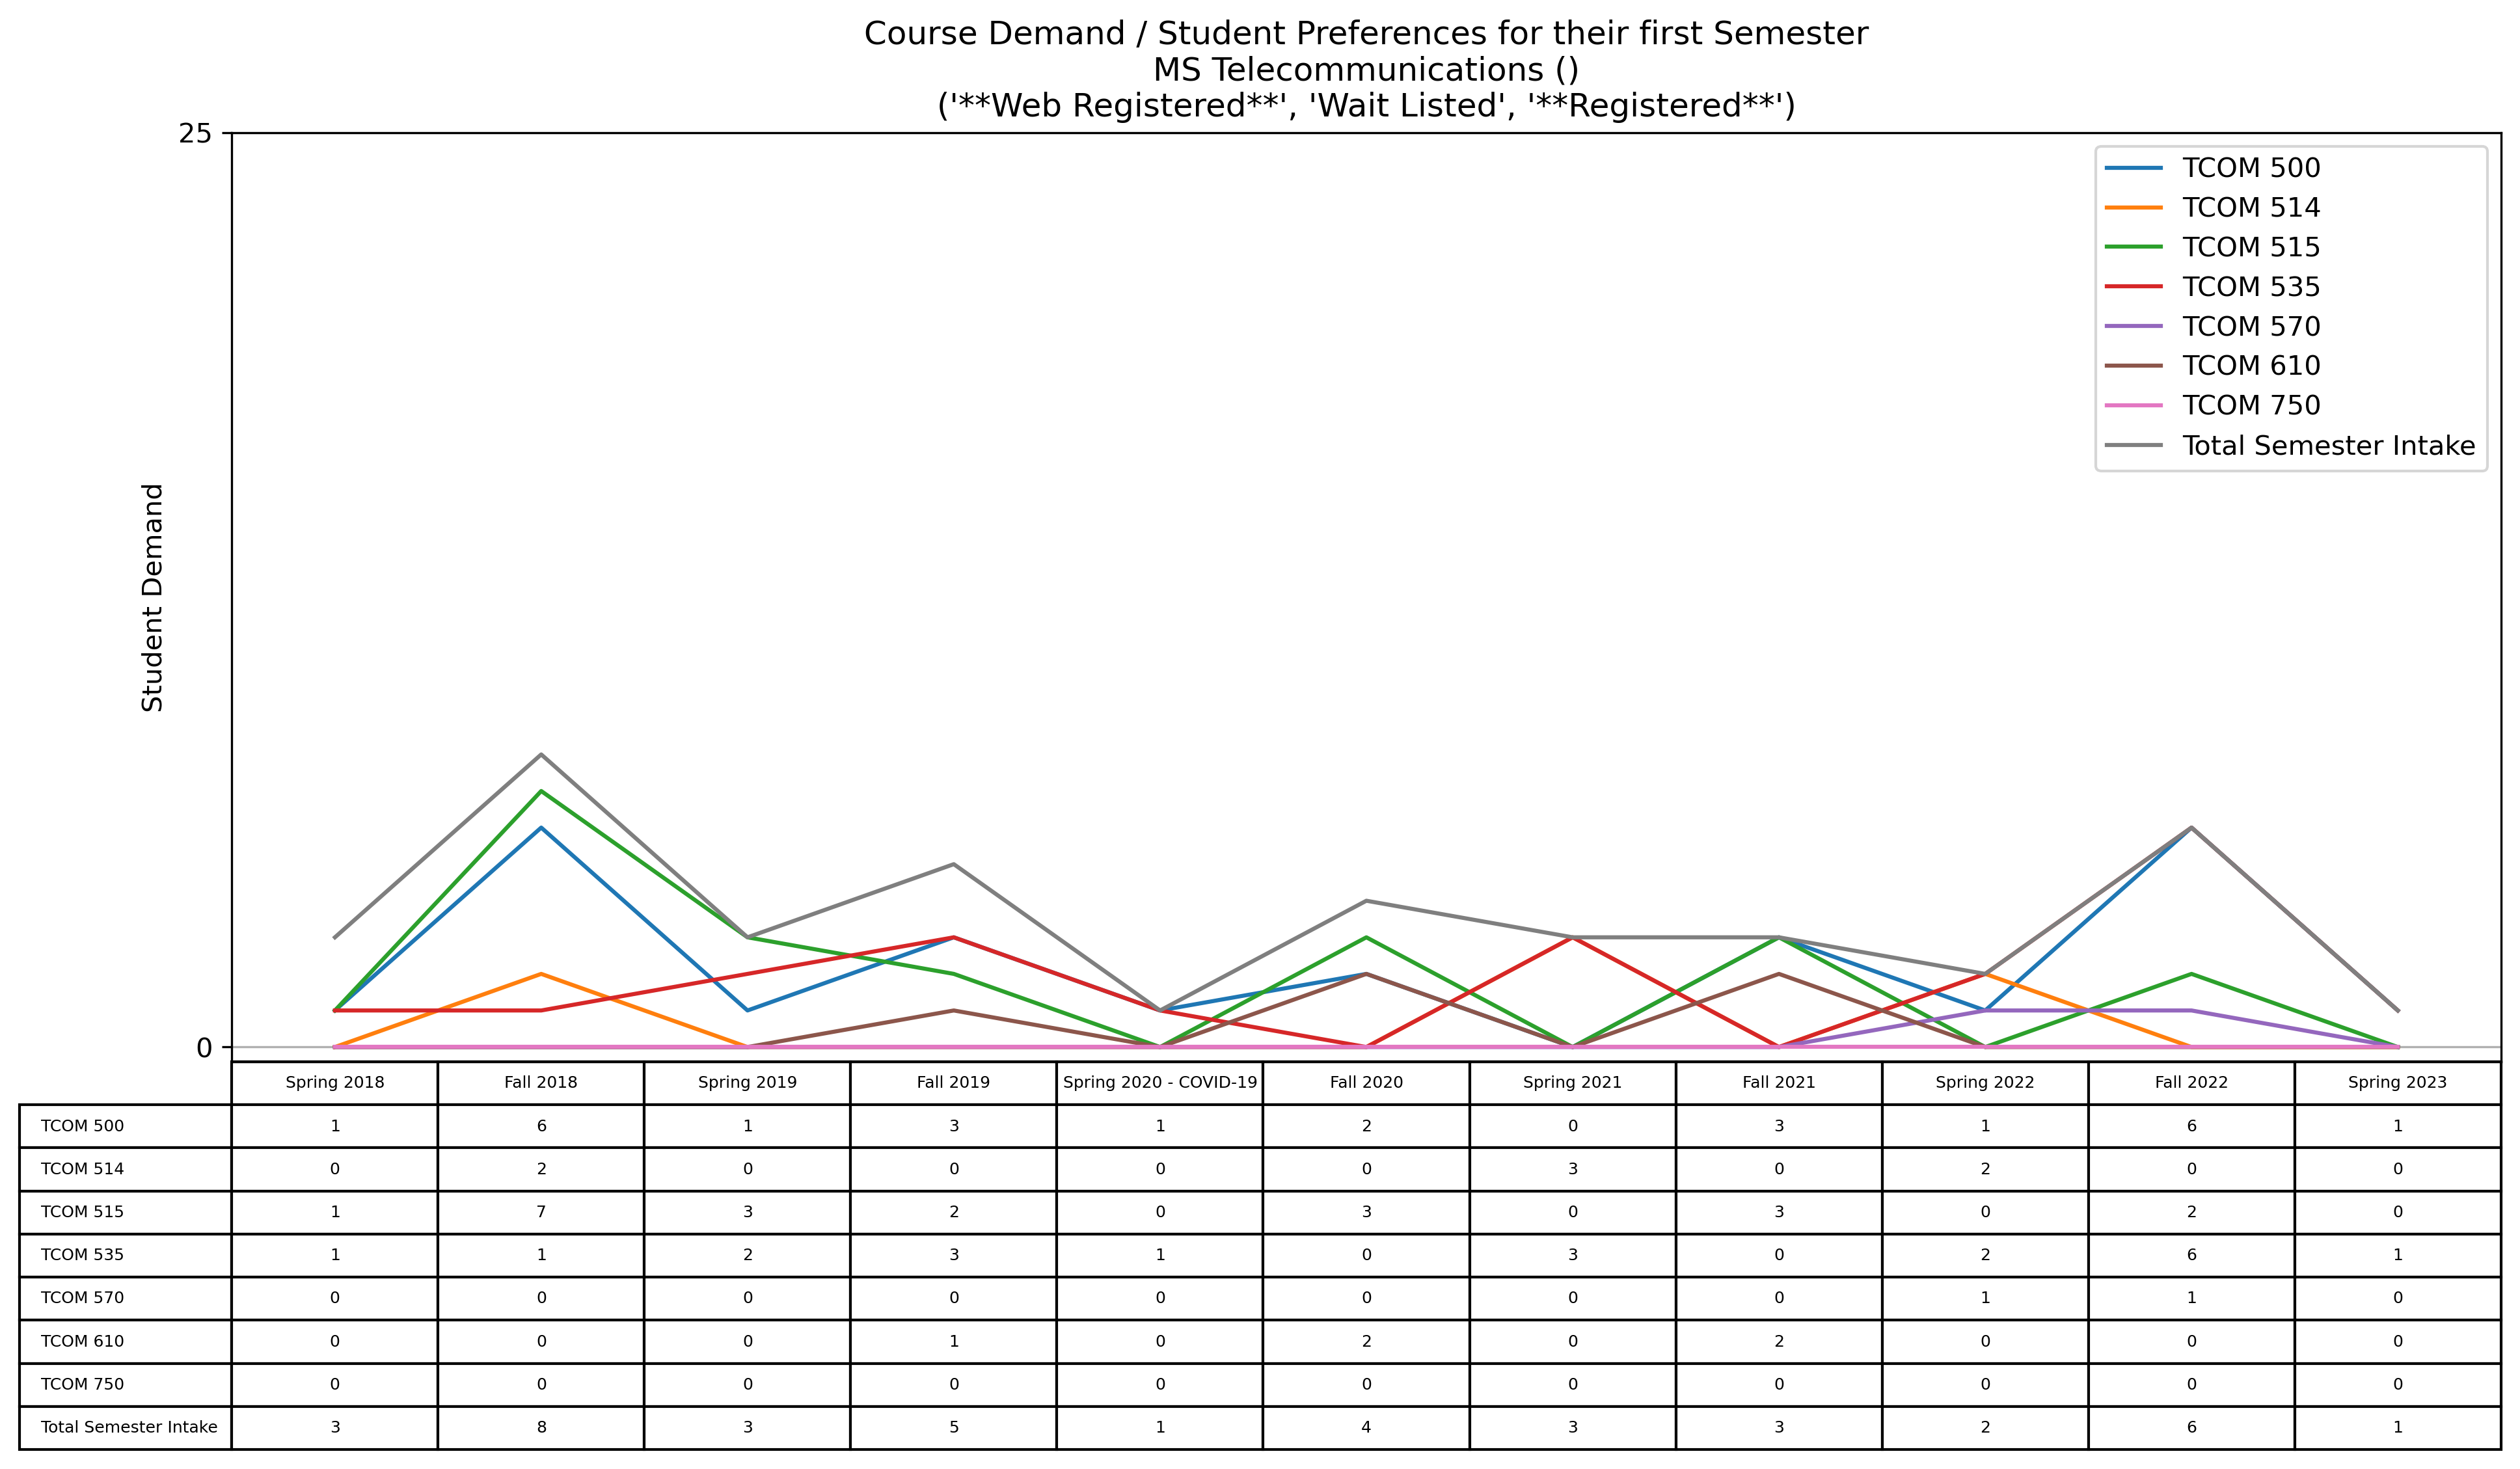 Course Demand / Student Preferences for their first Semester
MS Telecommunications ()
('**Web Registered**', 'Wait Listed', '**Registered**')
25
TCOM 500
TCOM 514
TCOM 515
TCOM 535
TCOM 570
TCOM 610
TCOM 750
Total Semester Intake
Student Demand
0
Spring 2018 Fall 2018 Spring 2019 Fall 2019 Spring 2020 - COVID-19 Fall 2020 Spring 2021 Fall 2021 Spring 2022 Fall 2022 Spring 2023
TCOM 500 1 6 1 3 1 2 0 3 1 6 1
TCOM 514 0 2 0 0 0 0 3 0 2 0 0
TCOM 515 1 7 3 2 0 3 0 3 0 2 0
TCOM 535 1 1 2 3 1 0 3 0 2 6 1
TCOM 570 0 0 0 0 0 0 0 0 1 1 0
TCOM 610 0 0 0 1 0 2 0 2 0 0 0
TCOM 750 0 0 0 0 0 0 0 0 0 0 0
Total Semester Intake 3 8 3 5 1 4 3 3 2 6 1